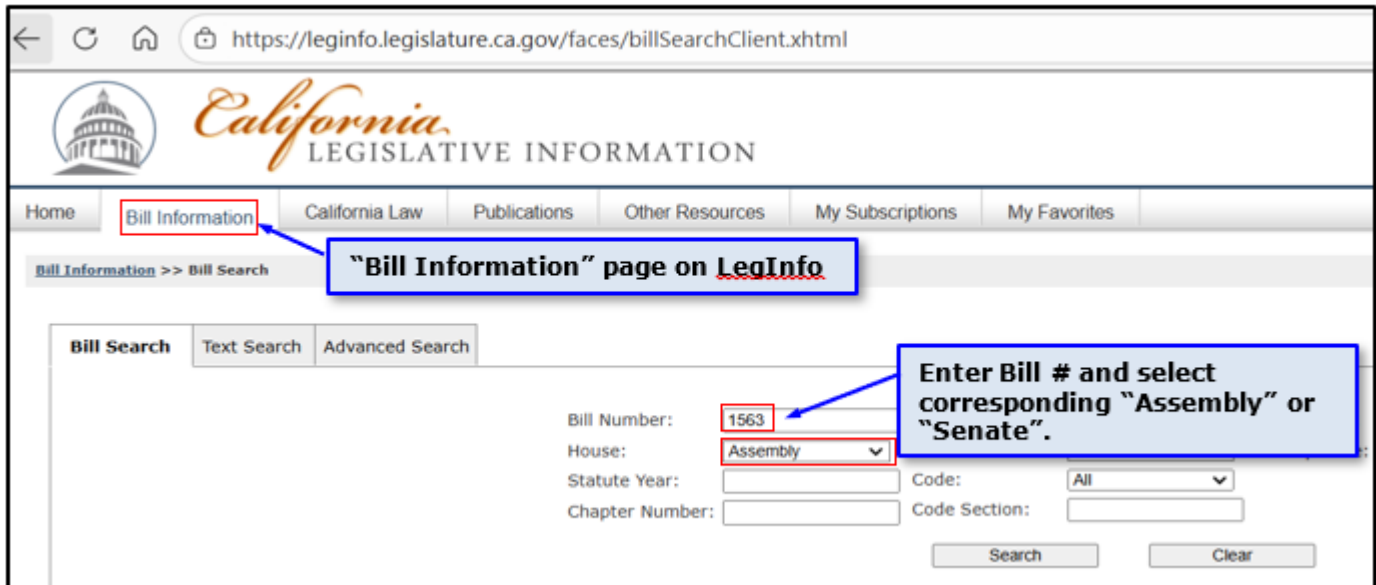 https://leginfo.legislature.ca.gov/faces/billSearchClient.xhtml
California
LEGISLATIVE INFORMATION
Home Bill Information California Law Publications Other Resources My Subscriptions My Favorites
"Bill Information" page on LegInfo
Bill Information >> Bill Search
Bill Search Text Search Advanced Search
Enter Bill # and select
corresponding "Assembly" or
"Senate".
Bill Number: 1563
House: Assembly
Statute Year: Code: All
Chapter Number: Code Section:
Search Clear